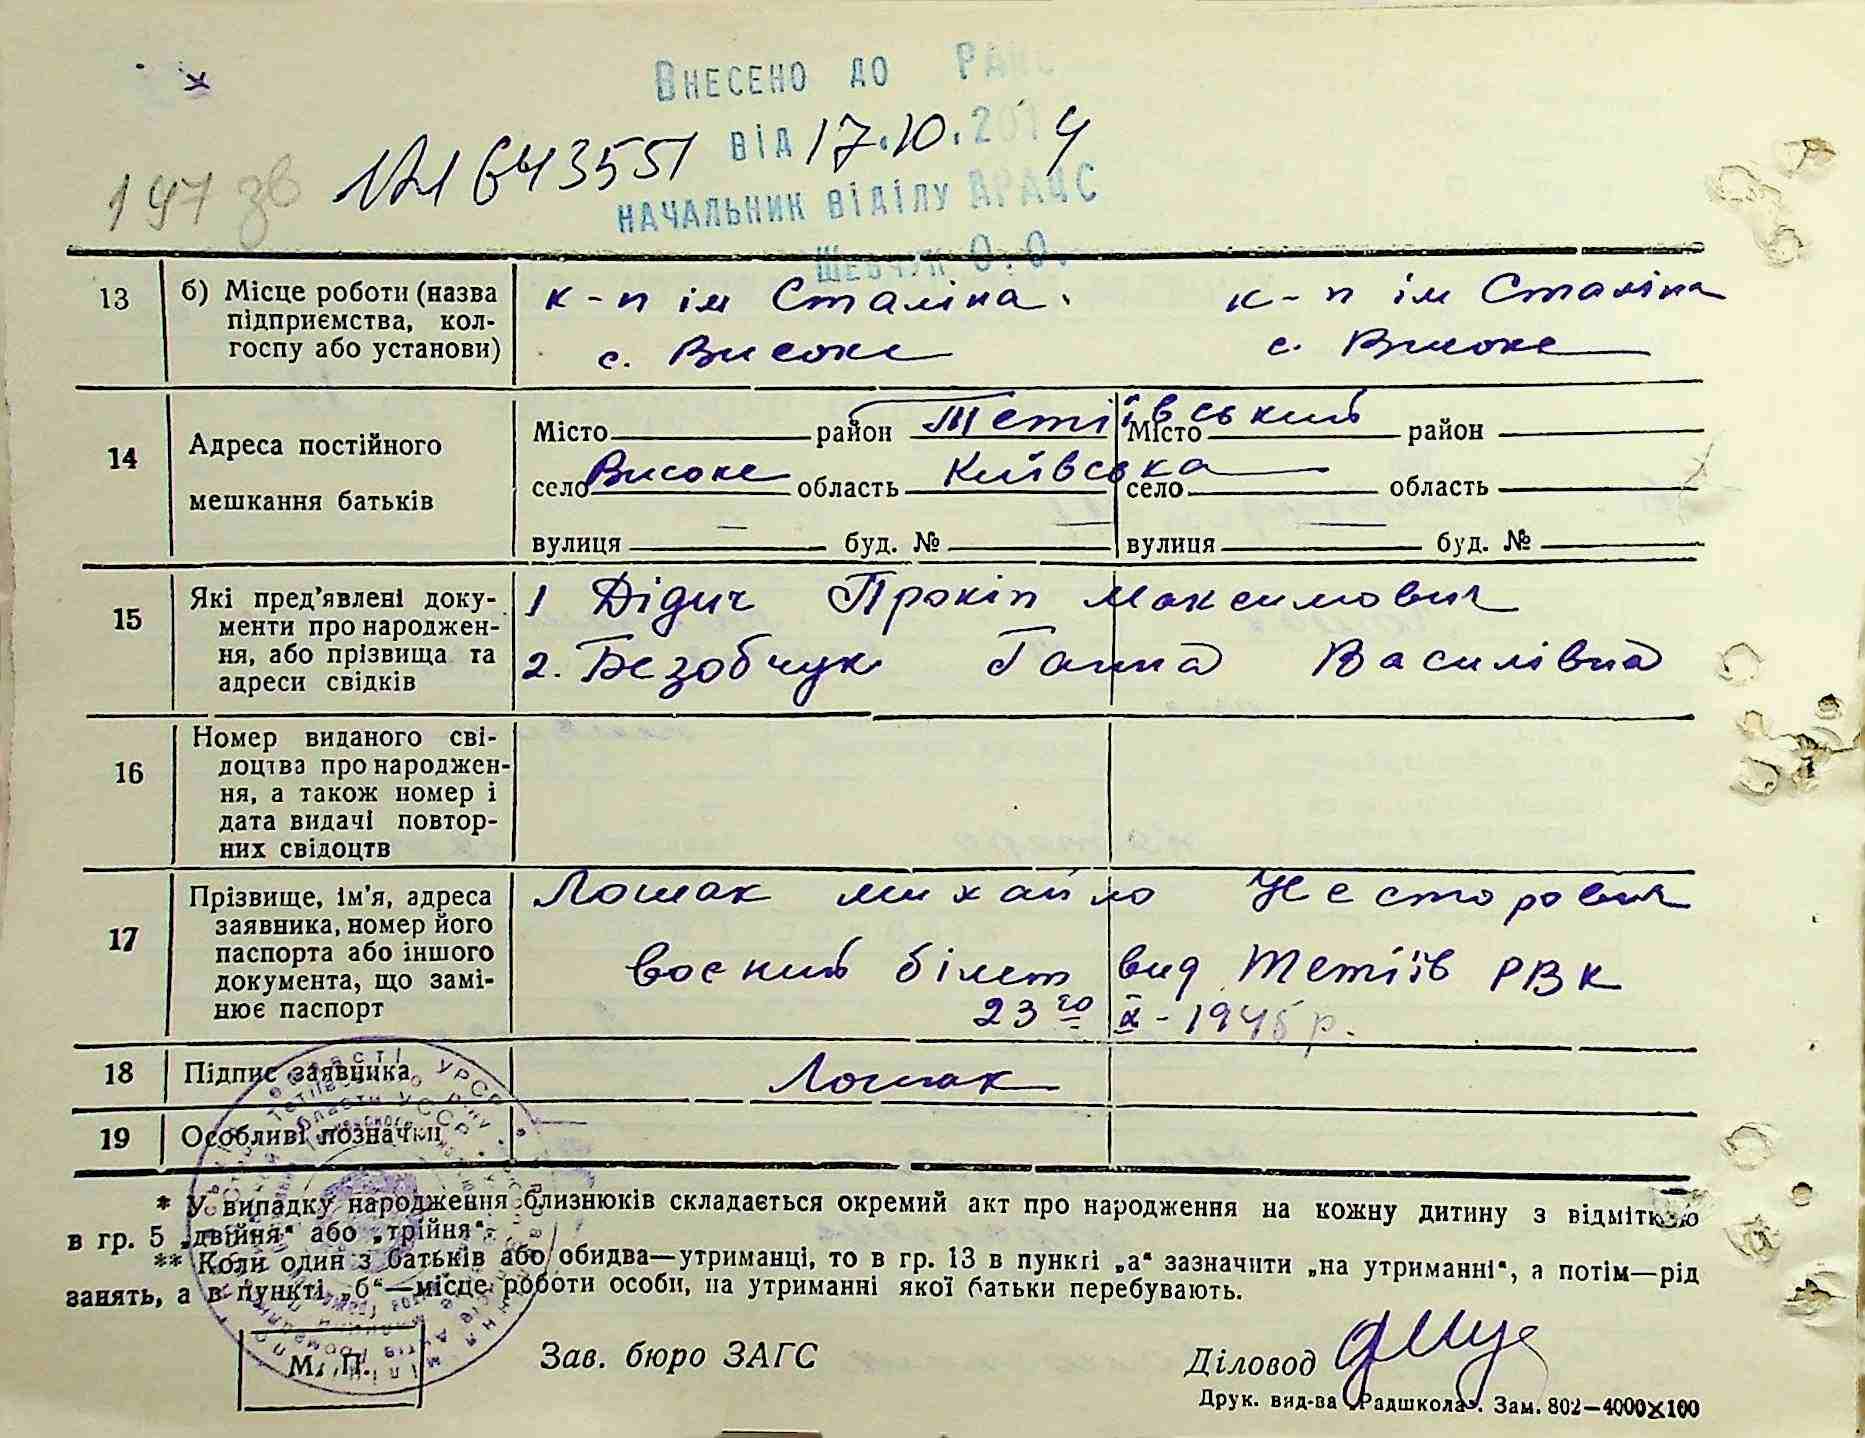 Внесено до РАЦС
121643551 від 17.10.2014
197 зв
начальник відділу ДРАЦС
Шевчук О.О.
13 б) Місце роботи (назва підприємства, колгоспу або установи)
к-п ім Сталіна. к-п ім Сталіна
с. Високе с. Високе
14 Адреса постійного мешкання батьків
Місто район Тетіївський Місто район
село Високе область Київська село область
вулиця — буд. № — вулиця — буд. №
15 Які пред'явлені доку-
менти про народжен-
ня, або прізвища та
адреси свідків
1 Дідич Прокіп Максимович
2. Безобчук Ганна Василівна
16 Номер виданого сві-
доцтва про народжен-
ня, а також номер і
дата видачі повтор-
них свідоцтв
17 Прізвище, ім'я, адреса
заявника, номер його
паспорта або іншого
документа, що замі-
нює паспорт
Лошак Михайло Несторович
воєний білет вид Тетіїв РВК
23го X - 1945 р.
18 Підпис заявника Лошак
19 Особливі позначки
* У випадку народження близнюків складається окремий акт про народження на кожну дитину з відміткою
в гр. 5 „двійня“ або „трійня“.
** Коли один з батьків або обидва—утриманці, то в гр. 13 в пункті „а“ зазначити „на утриманні“, а потім—рід
занять, а в пункті „б“—місце роботи особи, на утриманні якої батьки перебувають.
М. П. Зав. бюро ЗАГС Діловод
Друк. вид-ва „Радшкола“. Зам. 802—4000×100